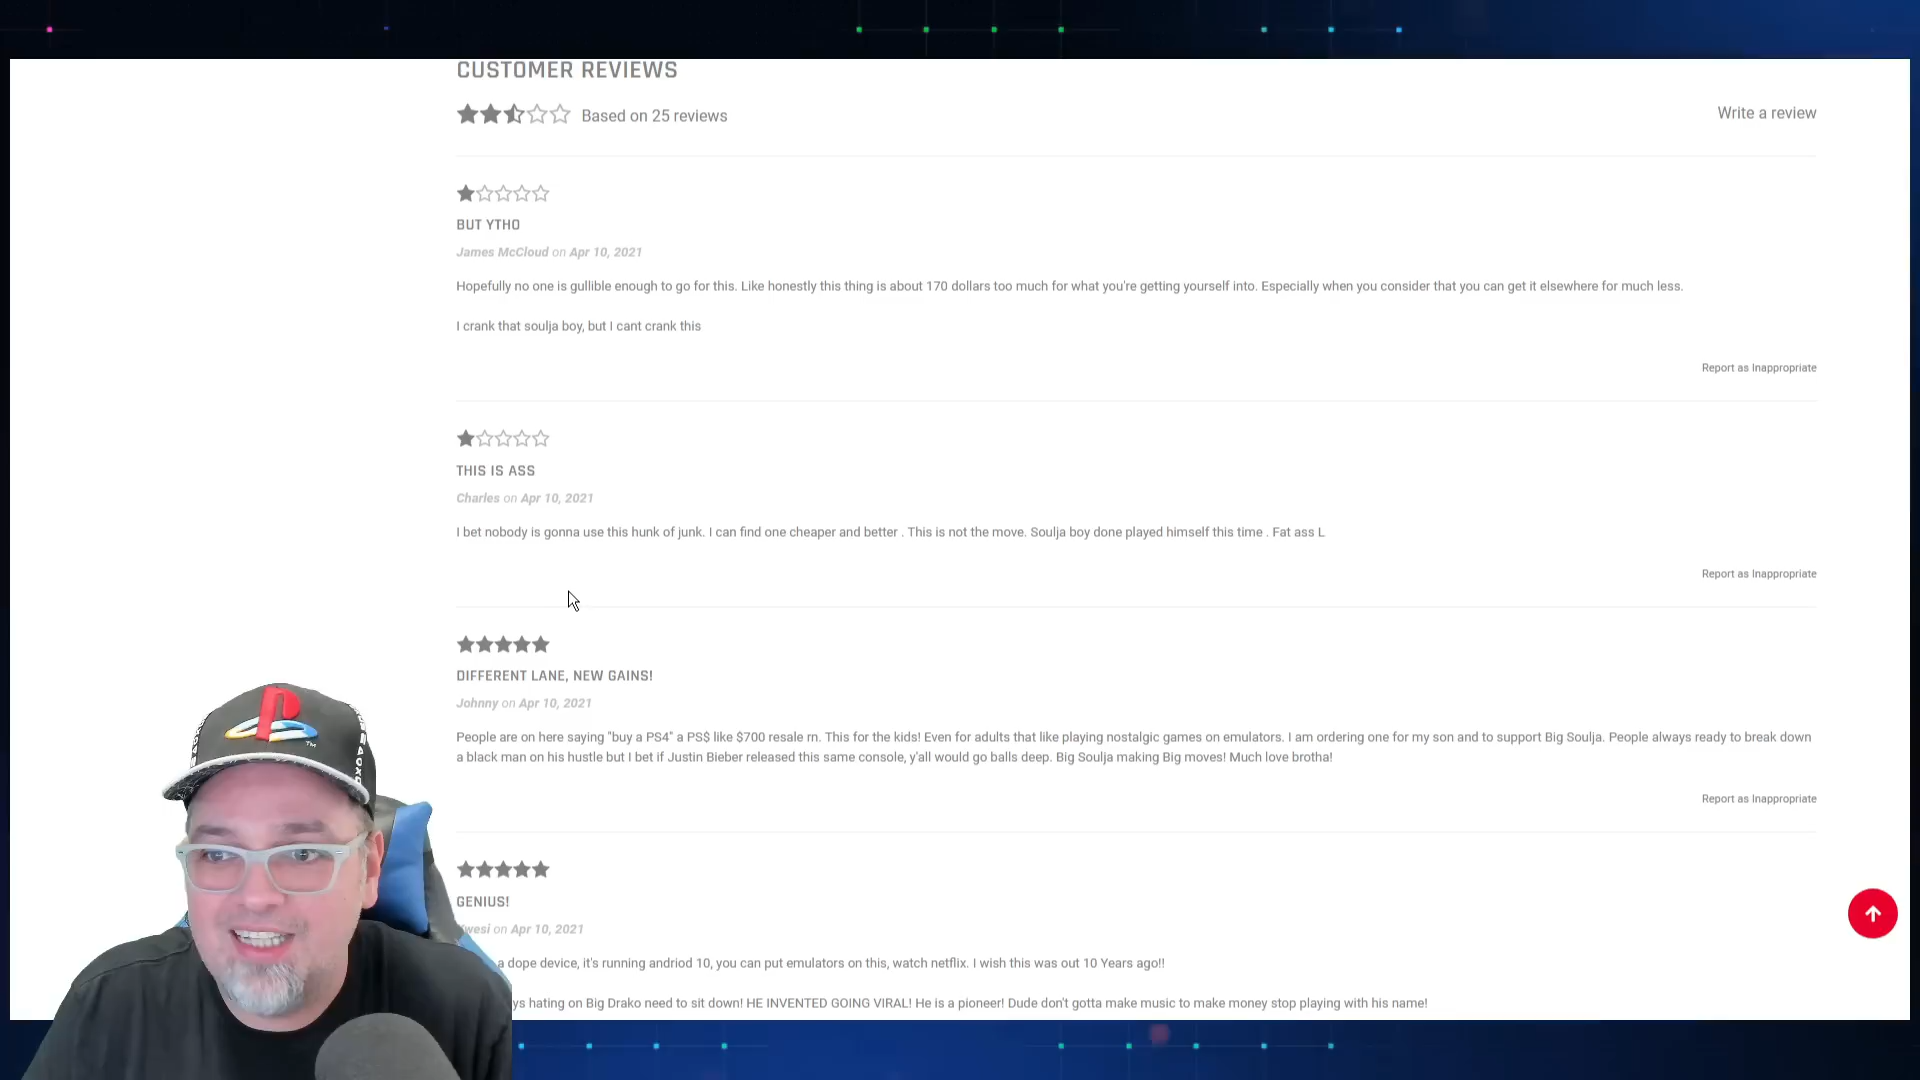 CUSTOMER REVIEWS
Based on 25 reviews
Write a review
BUT YTHO
James McCloud on Apr 10, 2021
Hopefully no one is gullible enough to go for this. Like honestly this thing is about 170 dollars too much for what you're getting yourself into. Especially when you consider that you can get it elsewhere for much less.
I crank that soulja boy, but I cant crank this
Report as Inappropriate
THIS IS ASS
Charles on Apr 10, 2021
I bet nobody is gonna use this hunk of junk. I can find one cheaper and better . This is not the move. Soulja boy done played himself this time . Fat ass L
Report as Inappropriate
DIFFERENT LANE, NEW GAINS!
Johnny on Apr 10, 2021
People are on here saying "buy a PS4" a PS$ like $700 resale rn. This for the kids! Even for adults that like playing nostalgic games on emulators. I am ordering one for my son and to support Big Soulja. People always ready to break down
a black man on his hustle but I bet if Justin Bieber released this same console, y'all would go balls deep. Big Soulja making Big moves! Much love brotha!
Report as Inappropriate
GENIUS!
wesi on Apr 10, 2021
a dope device, it's running andriod 10, you can put emulators on this, watch netflix. I wish this was out 10 Years ago!!
ys hating on Big Drako need to sit down! HE INVENTED GOING VIRAL! He is a pioneer! Dude don't gotta make music to make money stop playing with his name!